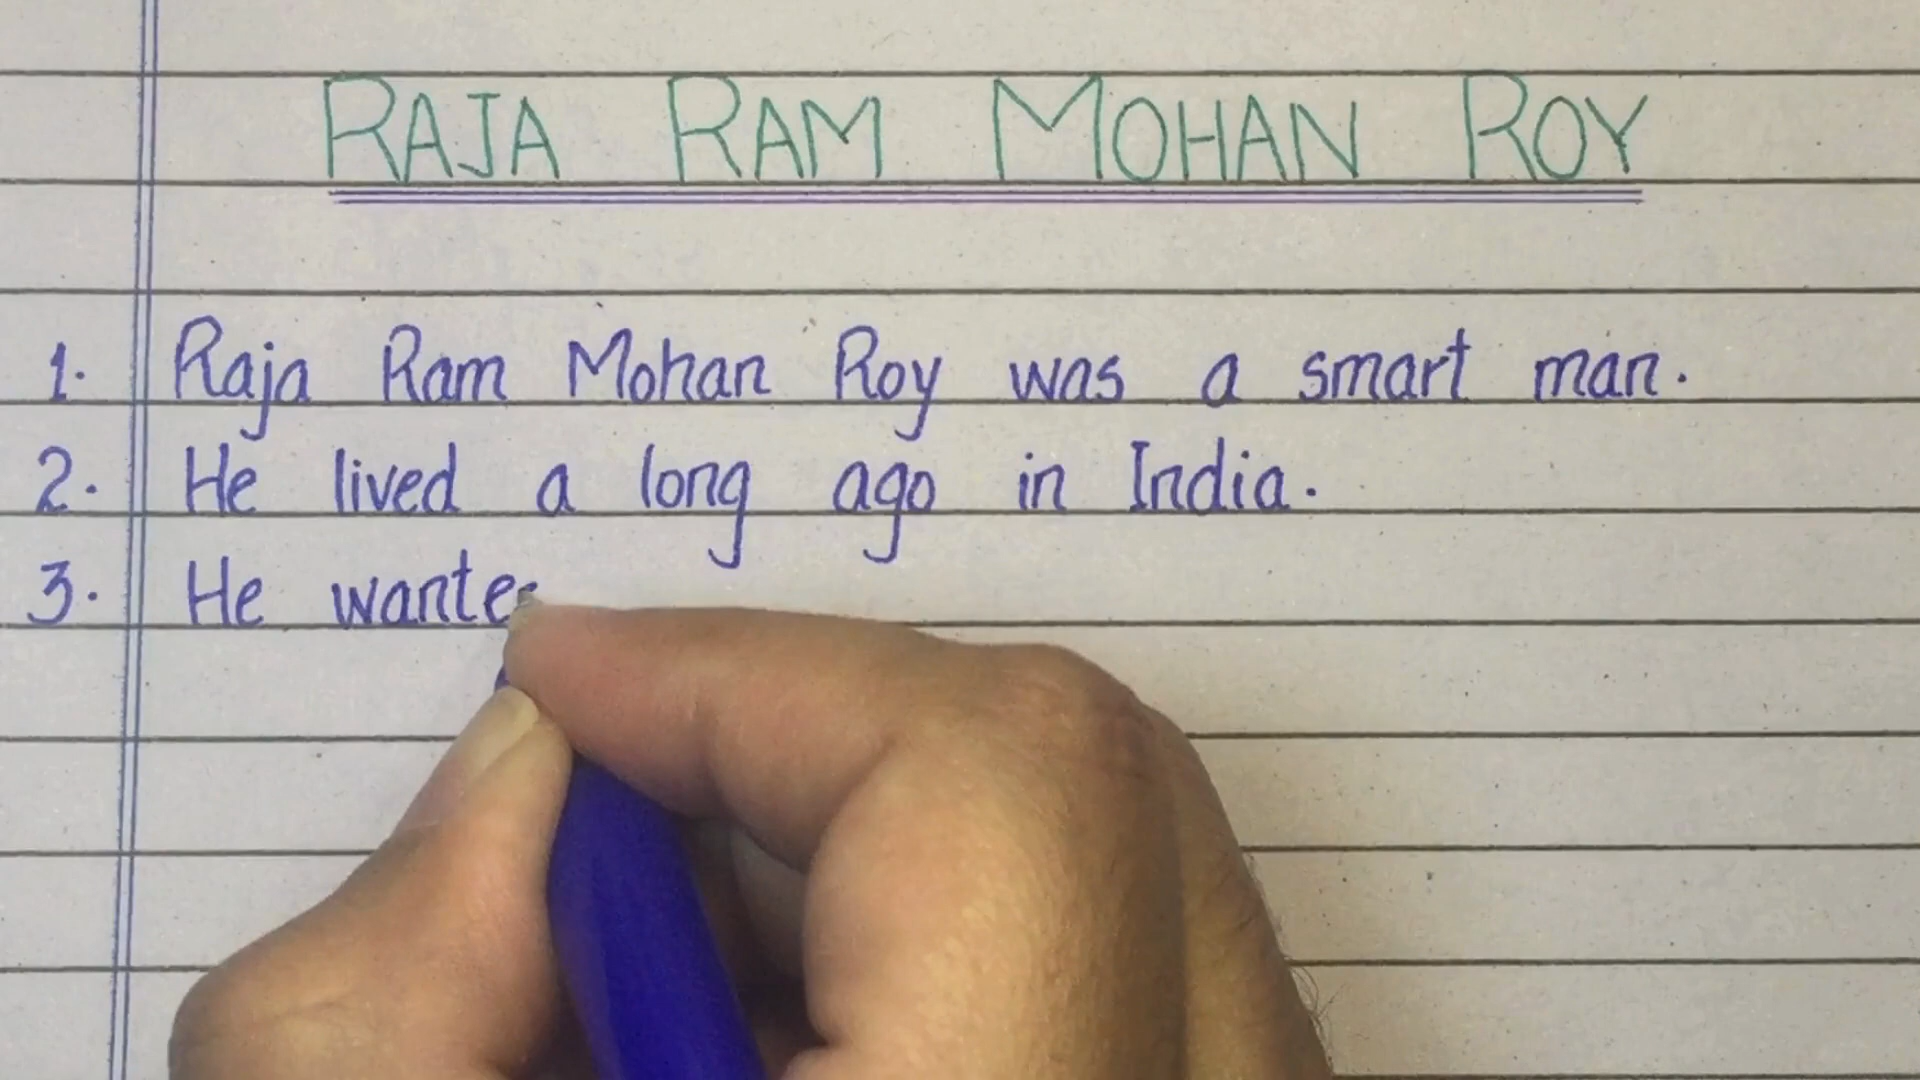 RAJA RAM MOHAN ROY
1. Raja Ram Mohan Roy was a smart man.
2. He lived a long ago in India.
3. He wante